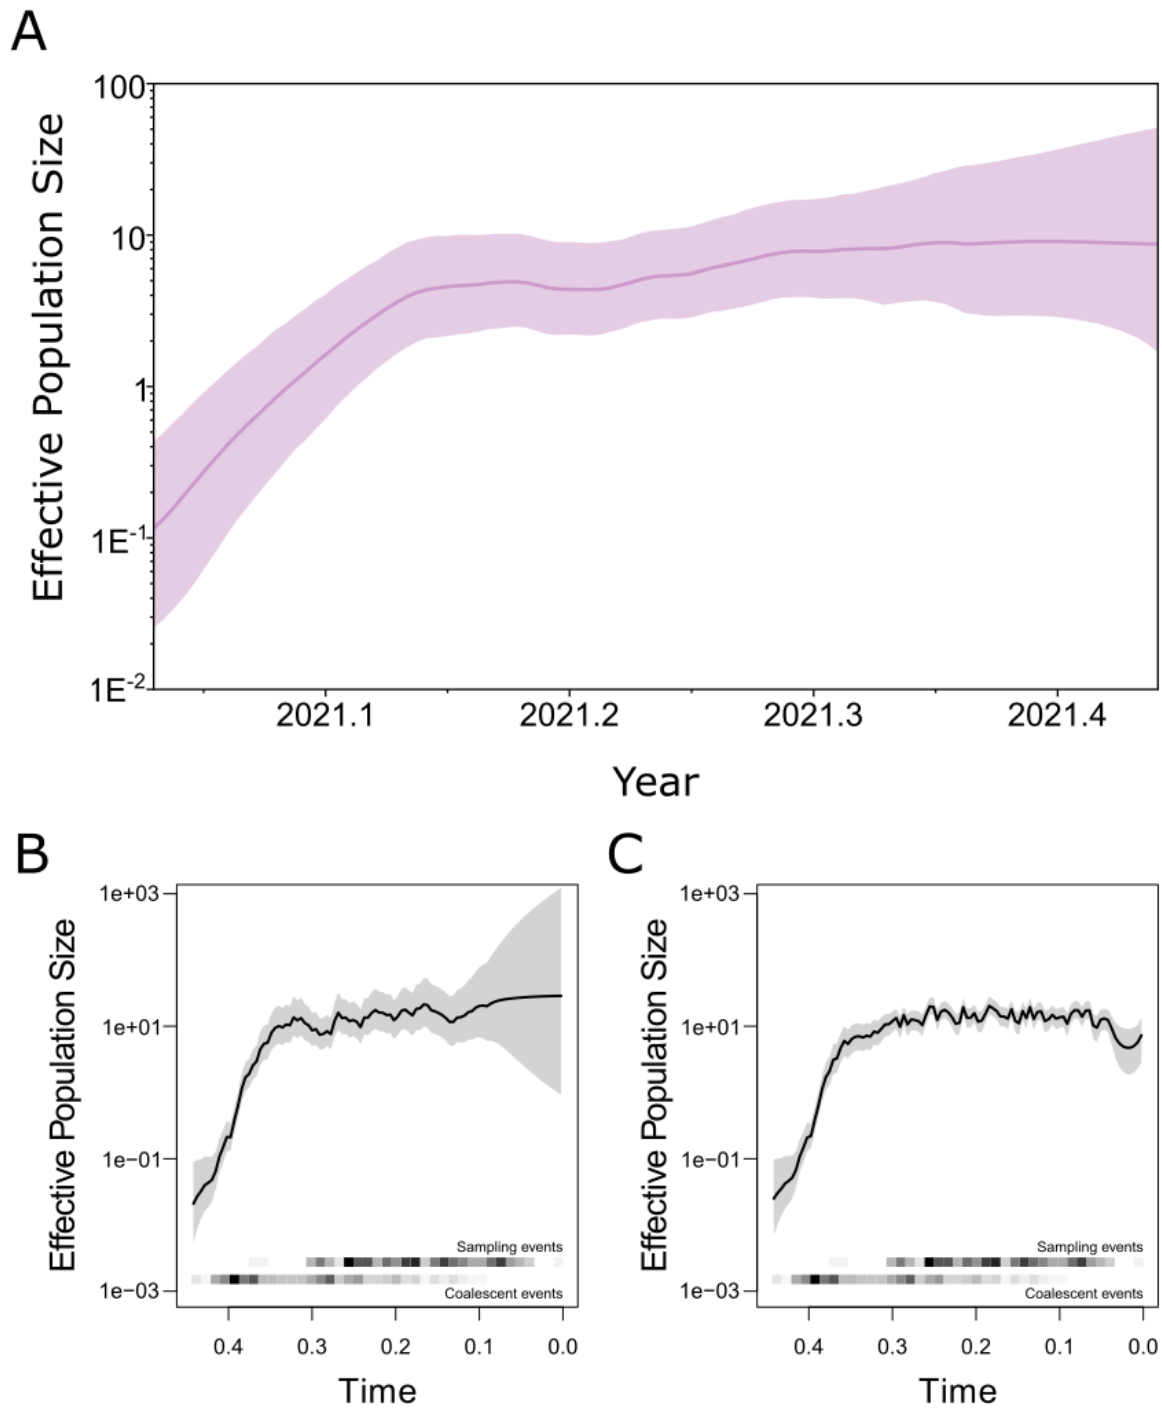 A
Effective Population Size
100
10
1
1E-1
1E-2
2021.1 2021.2 2021.3 2021.4
Year
B
Effective Population Size
1e+03
1e+01
1e−01
1e−03
Sampling events
Coalescent events
0.4 0.3 0.2 0.1 0.0
Time
C
Effective Population Size
1e+03
1e+01
1e−01
1e−03
Sampling events
Coalescent events
0.4 0.3 0.2 0.1 0.0
Time